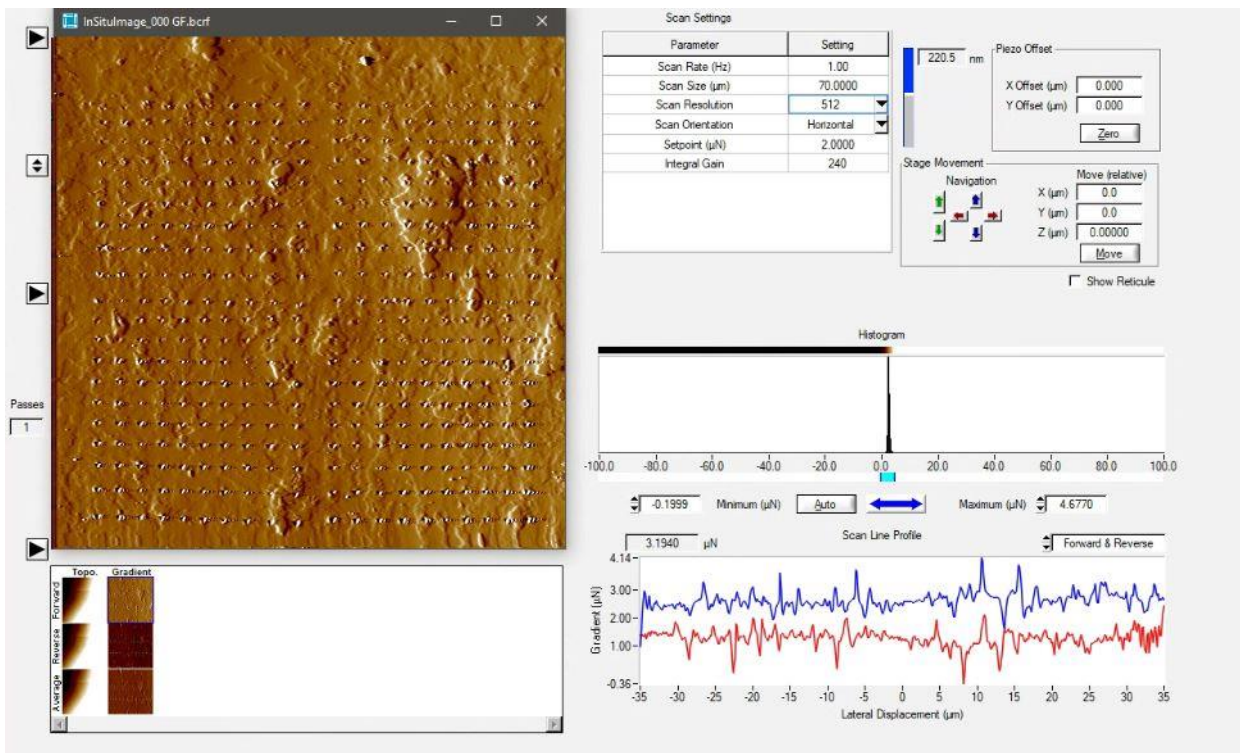 InSituImage_000 GF.bcrf
Passes
1
Topo. Gradient
Forward
Reverse
Average
Scan Settings
Parameter Setting
Scan Rate (Hz) 1.00
Scan Size (µm) 70.0000
Scan Resolution 512
Scan Orientation Horizontal
Setpoint (µN) 2.0000
Integral Gain 240
220.5 nm
Piezo Offset
X Offset (µm) 0.000
Y Offset (µm) 0.000
Zero
Stage Movement
Navigation
Move (relative)
X (µm) 0.0
Y (µm) 0.0
Z (µm) 0.00000
Move
Show Reticule
Histogram
-100.0 -80.0 -60.0 -40.0 -20.0 0.0 20.0 40.0 60.0 80.0 100.0
-0.1999 Minimum (µN) Auto Maximum (µN) 4.6770
3.1940 µN Scan Line Profile Forward & Reverse
Gradient (µN)
4.14
3.00
2.00
1.00
-0.36
-35 -30 -25 -20 -15 -10 -5 0 5 10 15 20 25 30 35
Lateral Displacement (µm)